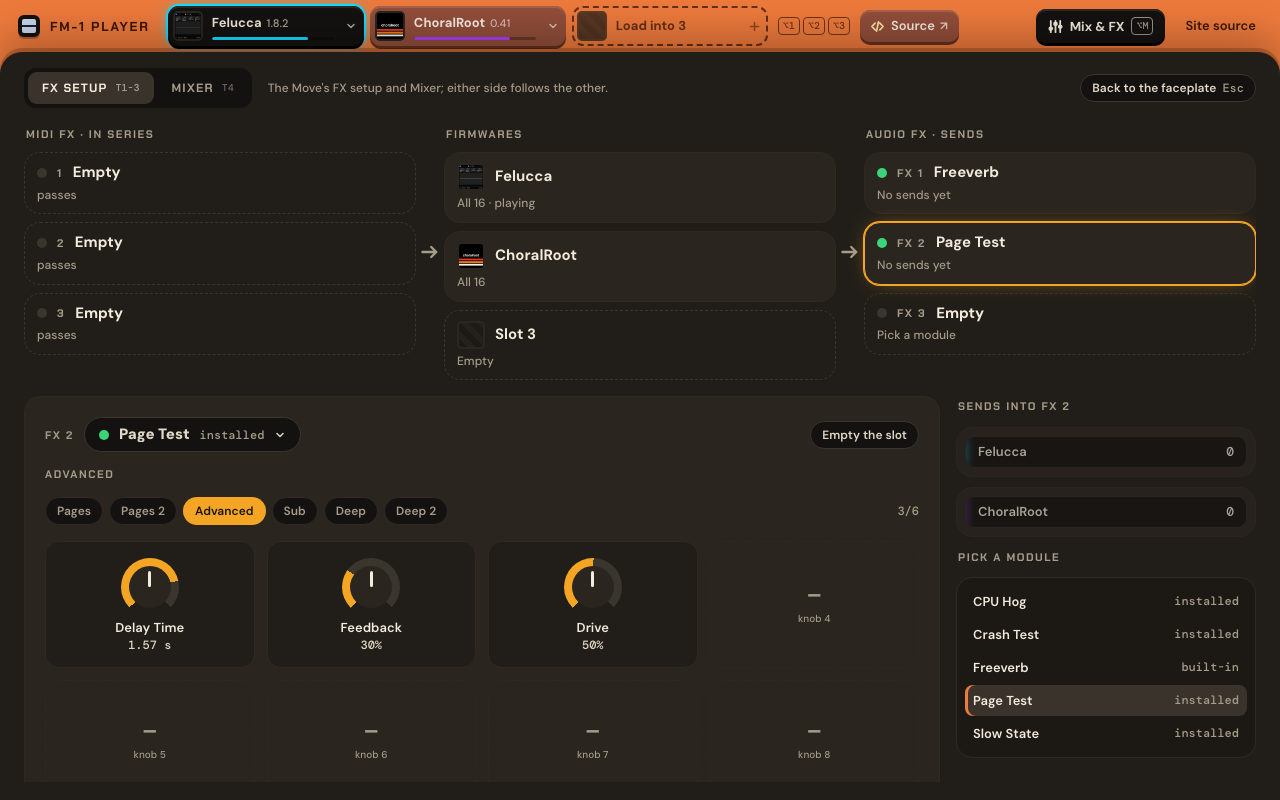 FM-1 PLAYER
Felucca 1.8.2
ChoralRoot 0.41
Load into 3 +
⌥1 ⌥2 ⌥3
Source ↗
Mix & FX ⌥M
Site source
FX SETUP T1-3
MIXER T4
The Move's FX setup and Mixer; either side follows the other.
Back to the faceplate Esc
MIDI FX · IN SERIES
1 Empty
passes
2 Empty
passes
3 Empty
passes
FIRMWARES
Felucca
All 16 · playing
ChoralRoot
All 16
Slot 3
Empty
AUDIO FX · SENDS
FX 1 Freeverb
No sends yet
FX 2 Page Test
No sends yet
FX 3 Empty
Pick a module
FX 2 Page Test installed
Empty the slot
ADVANCED
Pages Pages 2 Advanced Sub Deep Deep 2 3/6
Delay Time
1.57 s
Feedback
30%
Drive
50%
–
knob 4
–
knob 5
–
knob 6
–
knob 7
–
knob 8
SENDS INTO FX 2
Felucca 0
ChoralRoot 0
PICK A MODULE
CPU Hog installed
Crash Test installed
Freeverb built-in
Page Test installed
Slow State installed